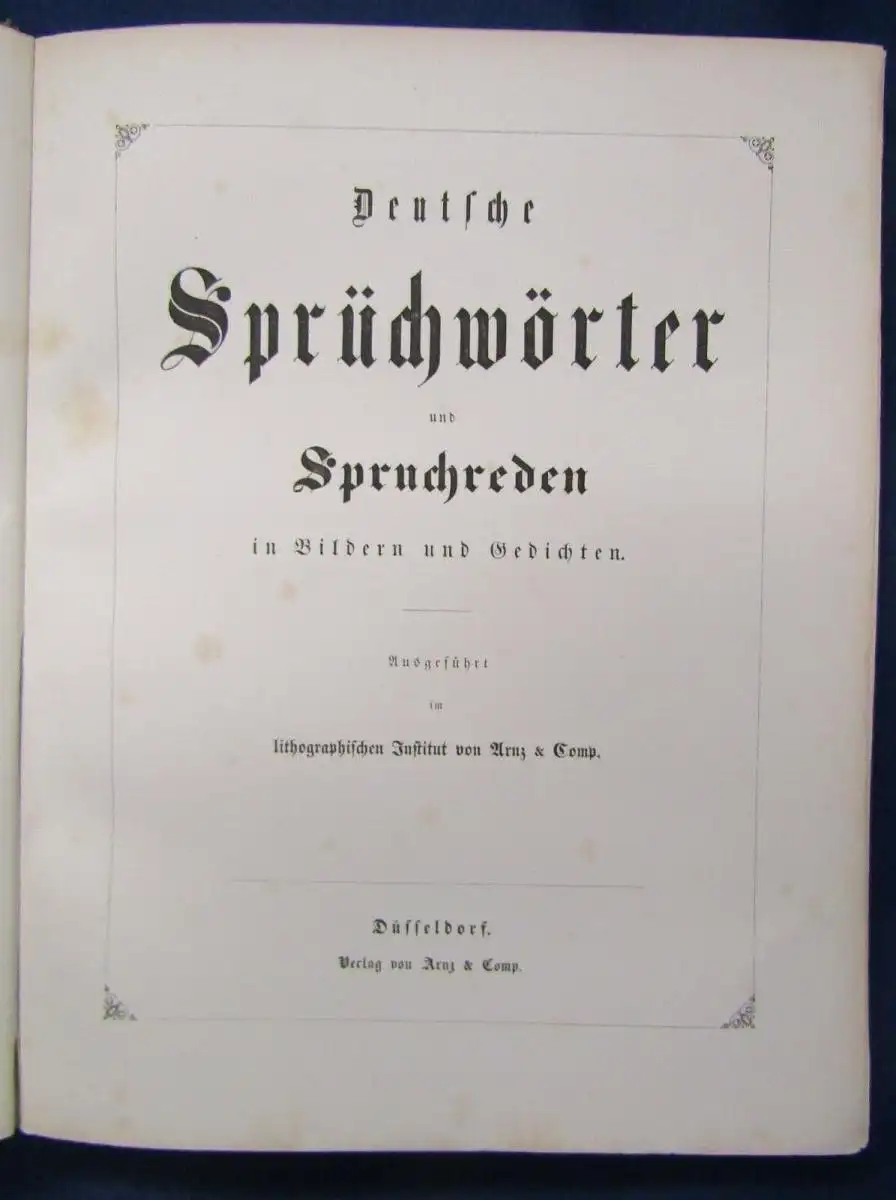 Deutſche
Sprüchwörter
und
Spruchreden
in Bildern und Gedichten.
Ausgeführt
im
lithographiſchen Inſtitut von Arnz & Comp.
Düſſeldorf.
Verlag von Arnz & Comp.